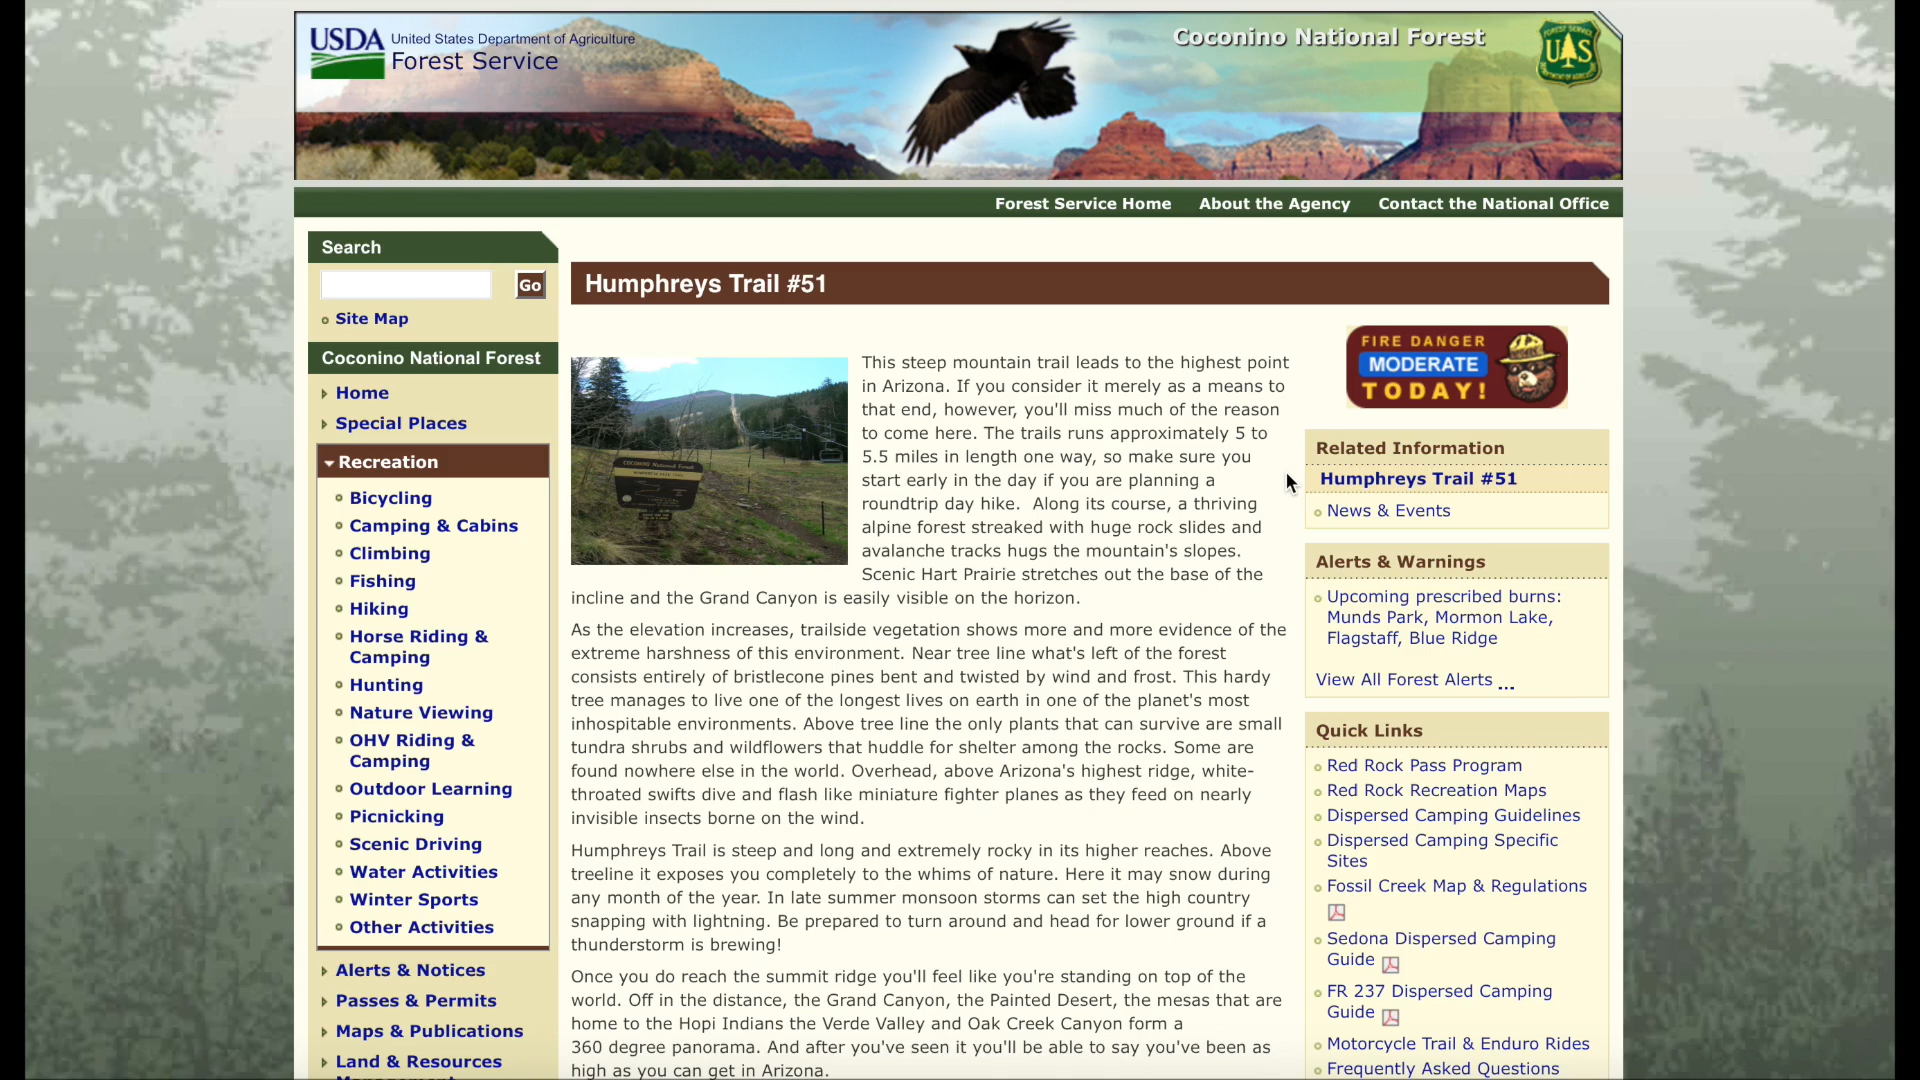 USDA
United States Department of Agriculture
Forest Service
Coconino National Forest
FOREST SERVICE
UAS
DEPARTMENT OF AGRICULTURE
Forest Service Home
About the Agency
Contact the National Office
Search
Go
Site Map
Coconino National Forest
Home
Special Places
Recreation
Bicycling
Camping & Cabins
Climbing
Fishing
Hiking
Horse Riding &
Camping
Hunting
Nature Viewing
OHV Riding &
Camping
Outdoor Learning
Picnicking
Scenic Driving
Water Activities
Winter Sports
Other Activities
Alerts & Notices
Passes & Permits
Maps & Publications
Land & Resources
Management
Humphreys Trail #51
COCONINO National Forest
This steep mountain trail leads to the highest point
in Arizona. If you consider it merely as a means to
that end, however, you'll miss much of the reason
to come here. The trails runs approximately 5 to
5.5 miles in length one way, so make sure you
start early in the day if you are planning a
roundtrip day hike. Along its course, a thriving
alpine forest streaked with huge rock slides and
avalanche tracks hugs the mountain's slopes.
Scenic Hart Prairie stretches out the base of the
incline and the Grand Canyon is easily visible on the horizon.
As the elevation increases, trailside vegetation shows more and more evidence of the
extreme harshness of this environment. Near tree line what's left of the forest
consists entirely of bristlecone pines bent and twisted by wind and frost. This hardy
tree manages to live one of the longest lives on earth in one of the planet's most
inhospitable environments. Above tree line the only plants that can survive are small
tundra shrubs and wildflowers that huddle for shelter among the rocks. Some are
found nowhere else in the world. Overhead, above Arizona's highest ridge, white-
throated swifts dive and flash like miniature fighter planes as they feed on nearly
invisible insects borne on the wind.
Humphreys Trail is steep and long and extremely rocky in its higher reaches. Above
treeline it exposes you completely to the whims of nature. Here it may snow during
any month of the year. In late summer monsoon storms can set the high country
snapping with lightning. Be prepared to turn around and head for lower ground if a
thunderstorm is brewing!
Once you do reach the summit ridge you'll feel like you're standing on top of the
world. Off in the distance, the Grand Canyon, the Painted Desert, the mesas that are
home to the Hopi Indians the Verde Valley and Oak Creek Canyon form a
360 degree panorama. And after you've seen it you'll be able to say you've been as
high as you can get in Arizona.
FIRE DANGER
MODERATE
TODAY!
Related Information
Humphreys Trail #51
News & Events
Alerts & Warnings
Upcoming prescribed burns:
Munds Park, Mormon Lake,
Flagstaff, Blue Ridge
View All Forest Alerts ...
Quick Links
Red Rock Pass Program
Red Rock Recreation Maps
Dispersed Camping Guidelines
Dispersed Camping Specific
Sites
Fossil Creek Map & Regulations
Sedona Dispersed Camping
Guide
FR 237 Dispersed Camping
Guide
Motorcycle Trail & Enduro Rides
Frequently Asked Questions